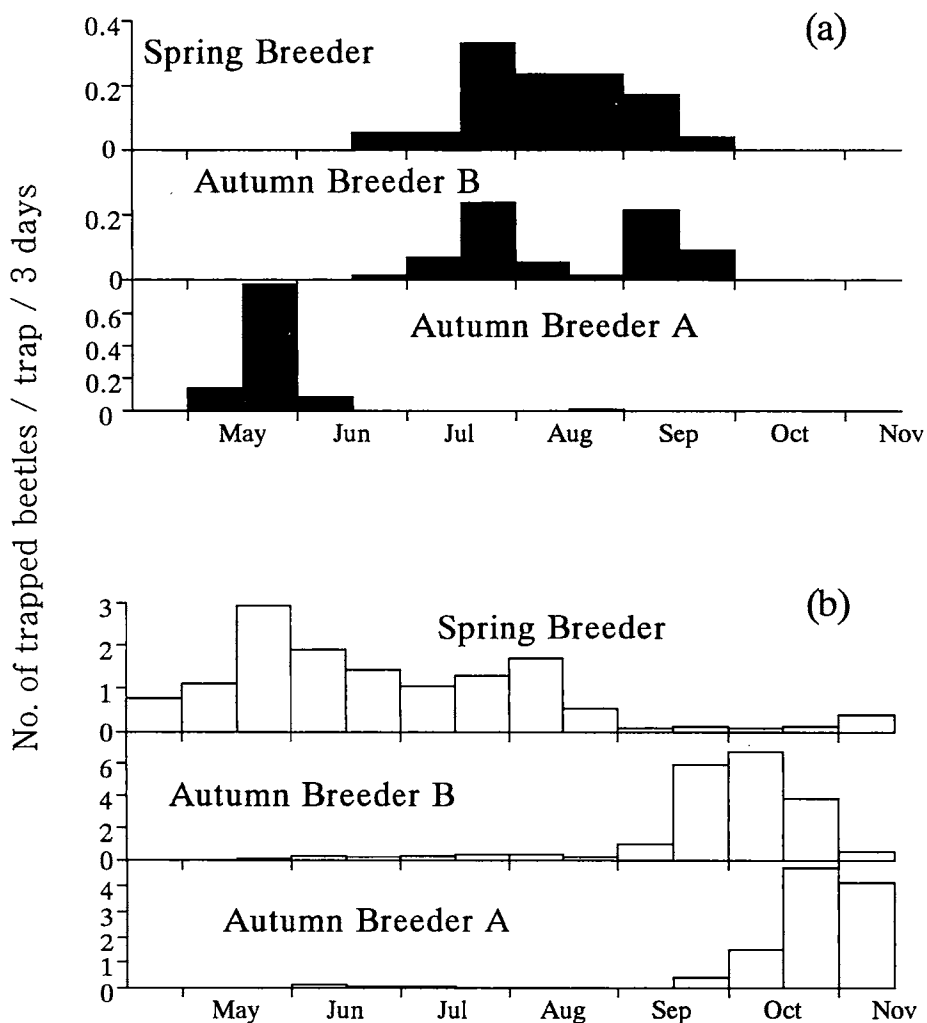 No. of trapped beetles / trap / 3 days
(a)
0.4
Spring Breeder
0.2
0
Autumn Breeder B
0.2
0
Autumn Breeder A
0.6
0.4
0.2
0
May Jun Jul Aug Sep Oct Nov
(b)
3
Spring Breeder
2
1
0
6
Autumn Breeder B
4
2
0
4
Autumn Breeder A
3
2
1
0
May Jun Jul Aug Sep Oct Nov